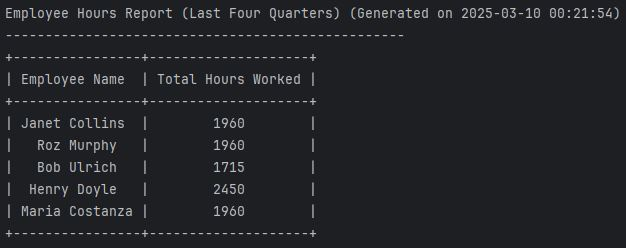 Employee Hours Report (Last Four Quarters) (Generated on 2025-03-10 00:21:54)
--------------------------------------------------
+----------------+--------------------+
| Employee Name  | Total Hours Worked |
+----------------+--------------------+
| Janet Collins  |        1960        |
|   Roz Murphy   |        1960        |
|   Bob Ulrich   |        1715        |
|  Henry Doyle   |        2450        |
| Maria Costanza |        1960        |
+----------------+--------------------+